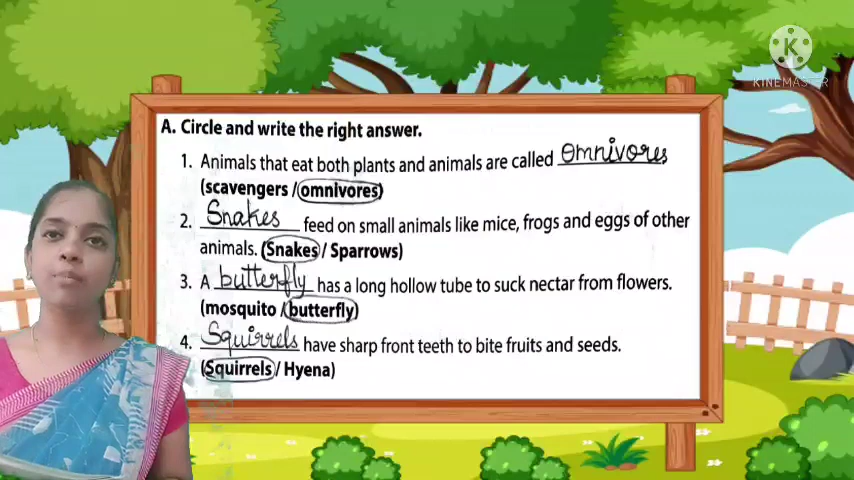 KINEMASTER
A. Circle and write the right answer.
1. Animals that eat both plants and animals are called Omnivores
(scavengers / omnivores)
2. Snakes feed on small animals like mice, frogs and eggs of other
animals. (Snakes / Sparrows)
3. A butterfly has a long hollow tube to suck nectar from flowers.
(mosquito / butterfly)
4. Squirrels have sharp front teeth to bite fruits and seeds.
(Squirrels / Hyena)